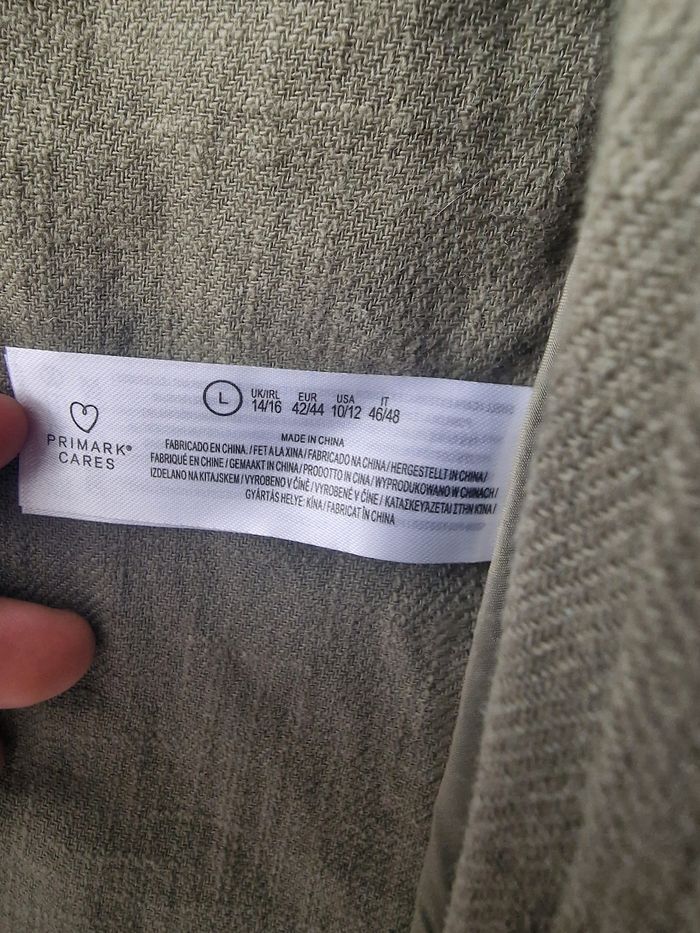 PRIMARK®
CARES
L
UK/IRL EUR USA IT
14/16 42/44 10/12 46/48
MADE IN CHINA
FABRICADO EN CHINA. / FET A LA XINA / FABRICADO NA CHINA / HERGESTELLT IN CHINA /
FABRIQUÉ EN CHINE / GEMAAKT IN CHINA / PRODOTTO IN CINA / WYPRODUKOWANO W CHINACH /
IZDELANO NA KITAJSKEM / VYROBENO V ČÍNĚ / VYROBENÉ V ČÍNE / ΚΑΤΑΣΚΕΥΆΖΕΤΑΙ ΣΤΗΝ ΚΊΝΑ /
GYÁRTÁS HELYE: KÍNA / FABRICAT ÎN CHINA